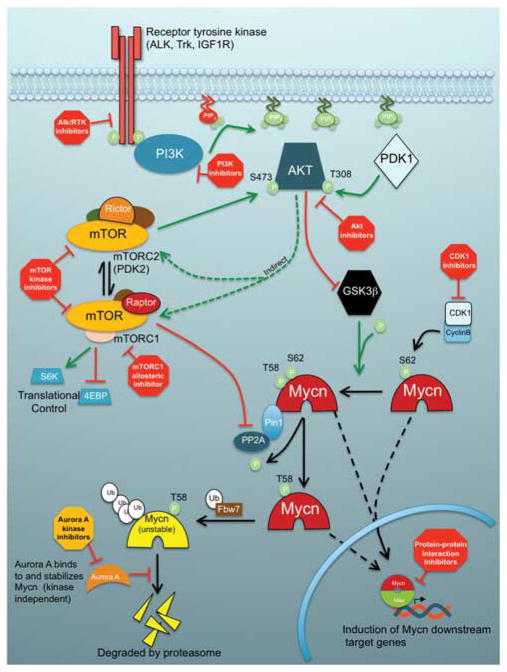 Receptor tyrosine kinase
(ALK, Trk, IGF1R)
Alk/RTK
inhibitors
P
P
PI3K
PI3K
inhibitors
PIP2
PIP3
PIP3
PIP3
AKT
S473
P
T308
P
PDK1
Akt
inhibitors
Rictor
mTOR
mTORC2
(PDK2)
mTOR
kinase
inhibitors
Raptor
mTOR
mTORC1
mTORC1
allosteric
inhibitor
S6K
4EBP
Translational
Control
Indirect
GSK3β
P
CDK1
Inhibitors
CDK1
CyclinB
S62
P
Mycn
S62
T58
P
P
Mycn
Pin1
PP2A
P
T58
P
Mycn
Ub
Fbw7
Ub
Ub
Ub
Ub
T58
P
Mycn
(unstable)
Aurora A
kinase
inhibitors
Aurora A
Aurora A binds
to and stabilizes
Mycn (kinase
independent)
Degraded by proteasome
Protein-protein
interaction
inhibitors
Mycn
Max
Induction of Mycn downstream
target genes